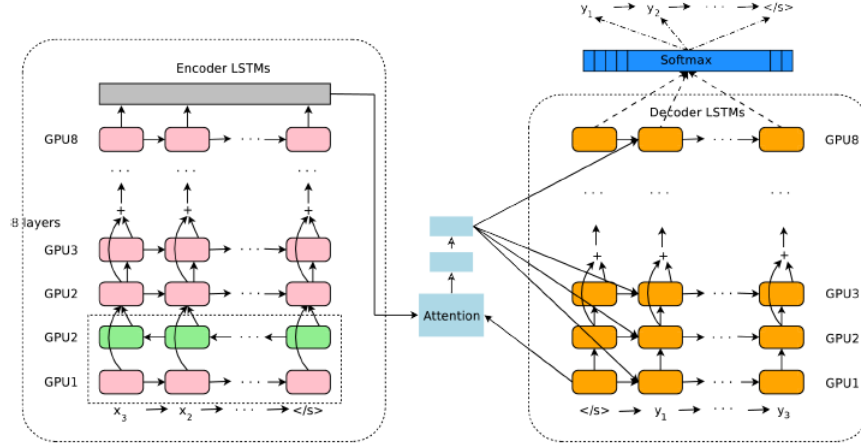 y1 y2 </s>
Softmax
Encoder LSTMs
Decoder LSTMs
GPU8
GPU8
...
...
8 layers
+ + +
+ + +
GPU3
GPU3
GPU2
GPU2
Attention
GPU2
GPU1
GPU1
x3 x2 ... </s>
</s> y1 ... y3